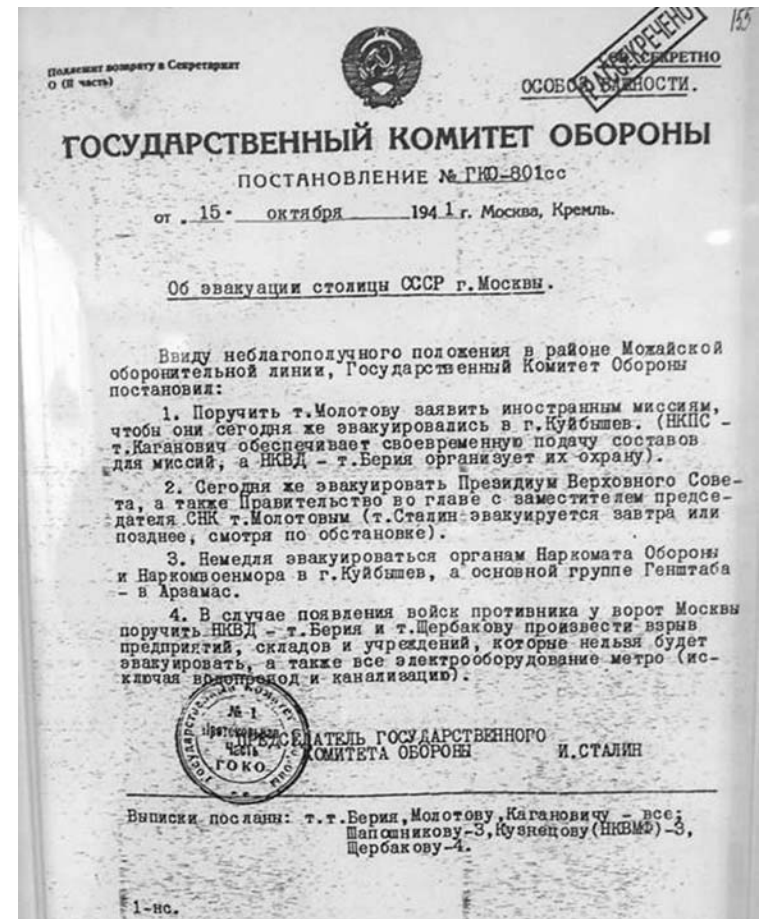 155
Подлежит возврату в Секретариат
О (II часть)
РАССЕКРЕЧЕНО
СЕКРЕТНО
ОСОБОЙ ВАЖНОСТИ.
ГОСУДАРСТВЕННЫЙ КОМИТЕТ ОБОРОНЫ
ПОСТАНОВЛЕНИЕ № ГКО-801сс
от „15" октября 1941 г. Москва, Кремль.
Об эвакуации столицы СССР г.Москвы.
Ввиду неблагополучного положения в районе Можайской
оборонительной линии, Государственный Комитет Обороны
постановил:
1. Поручить т.Молотову заявить иностранным миссиям,
чтобы они сегодня же эвакуировались в г.Куйбышев. (НКПС –
т.Каганович обеспечивает своевременную подачу составов
для миссий, а НКВД – т.Берия организует их охрану).
2. Сегодня же эвакуировать Президиум Верховного Сове-
та, а также Правительство во главе с заместителем предсе-
дателя СНК т.Молотовым (т.Сталин эвакуируется завтра или
позднее, смотря по обстановке).
3. Немедля эвакуироваться органам Наркомата Обороны
и Наркомвоенмора в г.Куйбышев, а основной группе Генштаба
– в Арзамас.
4. В случае появления войск противника у ворот Москвы
поручить НКВД – т.Берия и т.Щербакову произвести взрыв
предприятий, складов и учреждений, которые нельзя будет
эвакуировать, а также все электрооборудование метро (ис-
ключая водопровод и канализацию).
Государственный Комитет Обороны
№ 1
Протокольная
часть
ГОКО
ПРЕДСЕДАТЕЛЬ ГОСУДАРСТВЕННОГО
КОМИТЕТА ОБОРОНЫ И.СТАЛИН
Выписки посланы: т.т.Берия,Молотову,Кагановичу – все;
Шапошникову-3,Кузнецову(НКВМФ)-3,
Щербакову-4.
1-нс.